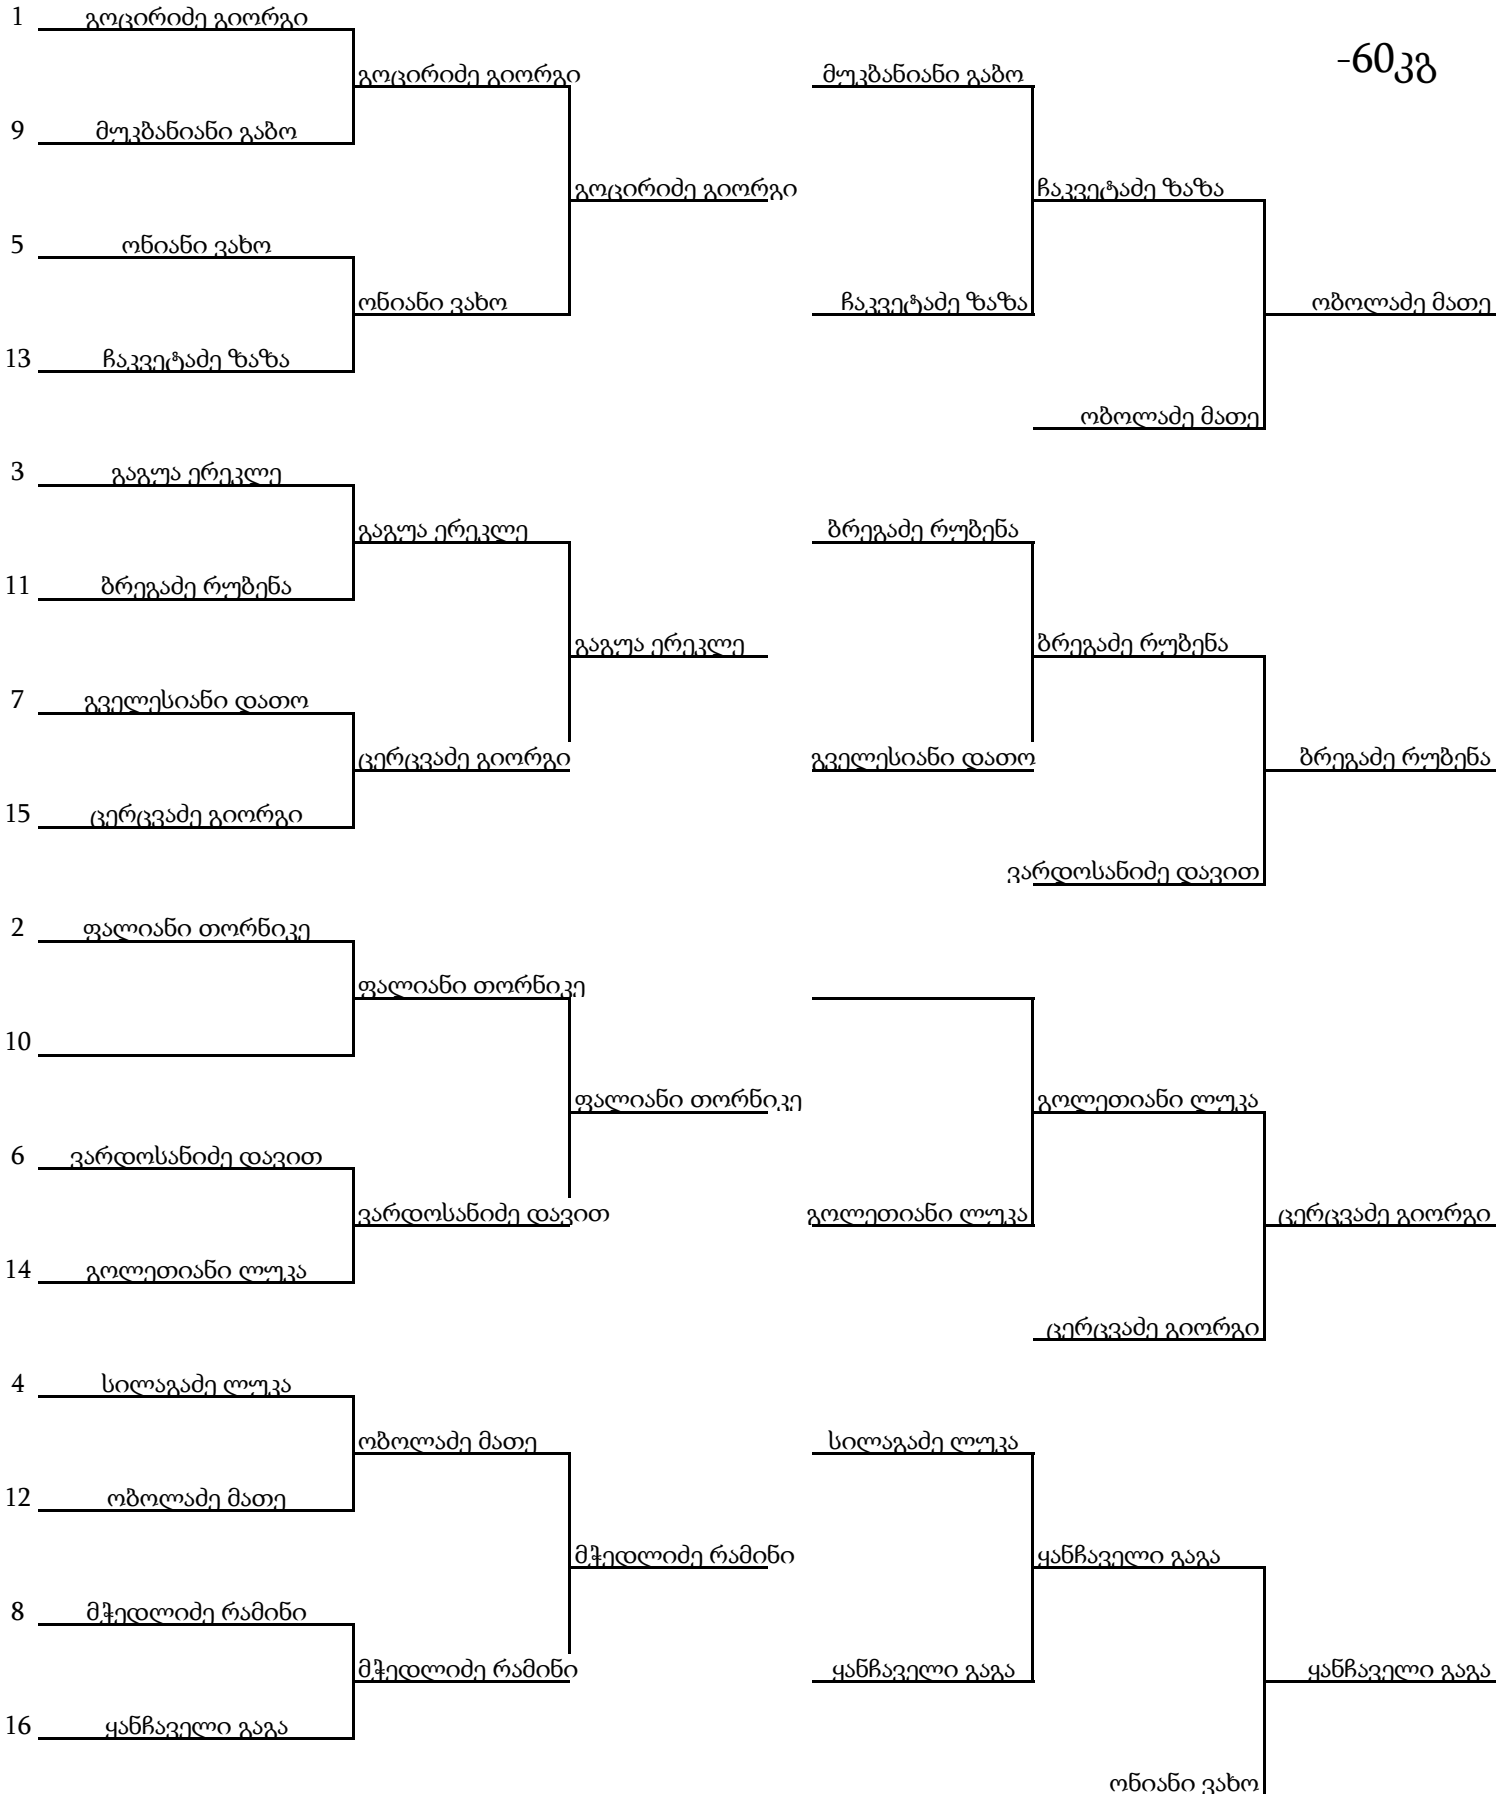 1 გოცირიძე გიორგი
-60კგ
გოცირიძე გიორგი მუკბანიანი გაბო
9 მუკბანიანი გაბო
გოცირიძე გიორგი ჩაკვეტაძე ზაზა
5 ონიანი ვახო
ონიანი ვახო ჩაკვეტაძე ზაზა ობოლაძე მათე
13 ჩაკვეტაძე ზაზა
ობოლაძე მათე
3 გაგუა ერეკლე
გაგუა ერეკლე ბრეგაძე რუბენა
11 ბრეგაძე რუბენა
გაგუა ერეკლე ბრეგაძე რუბენა
7 გველესიანი დათო
ცერცვაძე გიორგი გველესიანი დათო ბრეგაძე რუბენა
15 ცერცვაძე გიორგი
ვარდოსანიძე დავით
2 ფალიანი თორნიკე
ფალიანი თორნიკე
10
ფალიანი თორნიკე გოლეთიანი ლუკა
6 ვარდოსანიძე დავით
ვარდოსანიძე დავით გოლეთიანი ლუკა ცერცვაძე გიორგი
14 გოლეთიანი ლუკა
ცერცვაძე გიორგი
4 სილაგაძე ლუკა
ობოლაძე მათე სილაგაძე ლუკა
12 ობოლაძე მათე
მჭედლიძე რამინი ყანჩაველი გაგა
8 მჭედლიძე რამინი
მჭედლიძე რამინი ყანჩაველი გაგა ყანჩაველი გაგა
16 ყანჩაველი გაგა
ონიანი ვახო